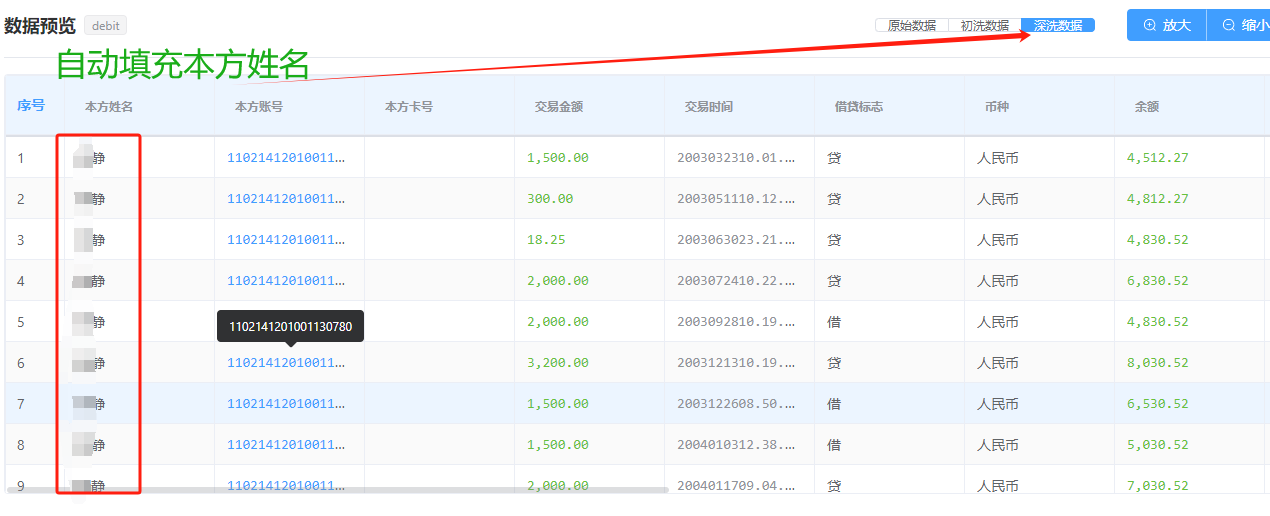 数据预览 debit 原始数据 初洗数据 深洗数据 放大 缩小
自动填充本方姓名
序号 本方姓名 本方账号 本方卡号 交易金额 交易时间 借贷标志 币种 余额
1 静 11021412010011... 1,500.00 2003032310.01.... 贷 人民币 4,512.27
2 静 11021412010011... 300.00 2003051110.12.... 贷 人民币 4,812.27
3 静 11021412010011... 18.25 2003063023.21.... 贷 人民币 4,830.52
4 静 11021412010011... 2,000.00 2003072410.22.... 贷 人民币 6,830.52
5 静 2,000.00 2003092810.19.... 借 人民币 4,830.52
1102141201001130780
6 静 11021412010011... 3,200.00 2003121310.19.... 贷 人民币 8,030.52
7 静 11021412010011... 1,500.00 2003122608.50.... 借 人民币 6,530.52
8 静 11021412010011... 1,500.00 2004010312.38.... 借 人民币 5,030.52
9 静 11021412010011... 2,000.00 2004011709.04.... 贷 人民币 7,030.52